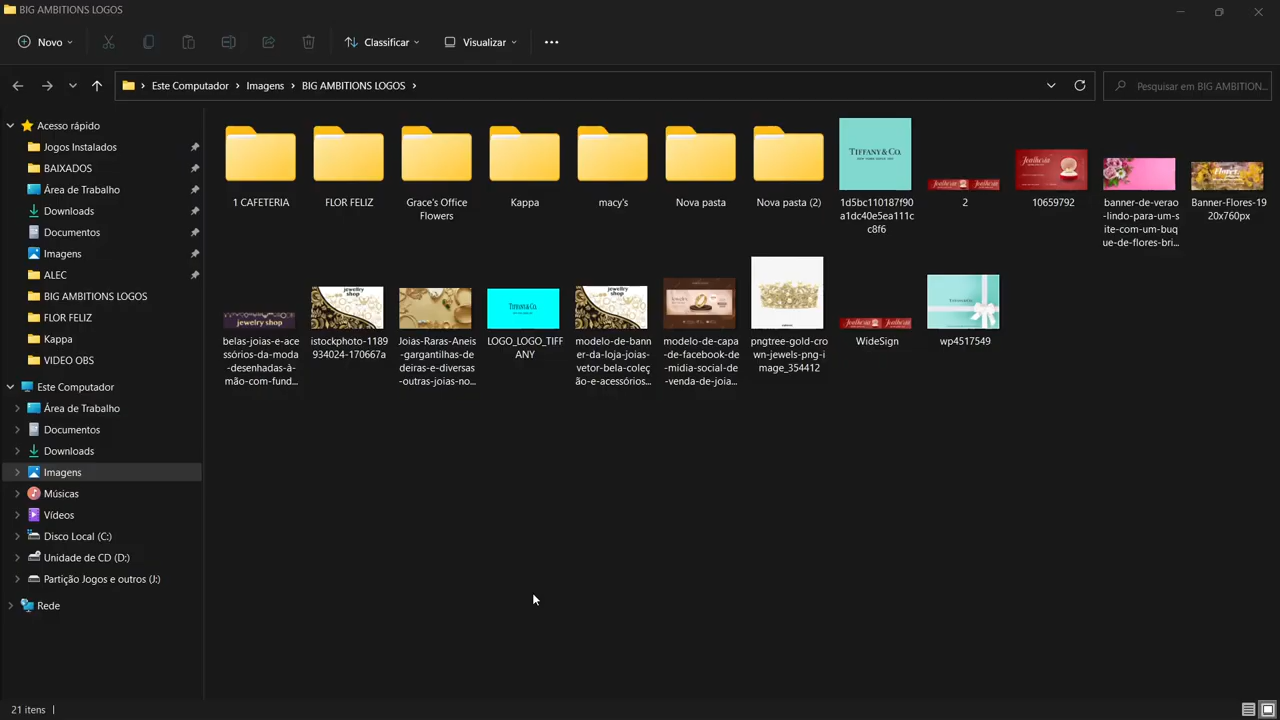 BIG AMBITIONS LOGOS
Novo
Classificar
Visualizar
Este Computador
Imagens
BIG AMBITIONS LOGOS
Pesquisar em BIG AMBITION...
Acesso rápido
Jogos Instalados
BAIXADOS
Área de Trabalho
Downloads
Documentos
Imagens
ALEC
BIG AMBITIONS LOGOS
FLOR FELIZ
Kappa
VIDEO OBS
Este Computador
Área de Trabalho
Documentos
Downloads
Imagens
Músicas
Vídeos
Disco Local (C:)
Unidade de CD (D:)
Partição Jogos e outros (J:)
Rede
1 CAFETERIA
FLOR FELIZ
Grace's Office
Flowers
Kappa
macy's
Nova pasta
Nova pasta (2)
TIFFANY & CO.
1d5bc110187f90
a1dc40e5ea111c
c8f6
Joalheria
Joalheria
2
Joalheria
10659792
banner-de-verao
-lindo-para-um-s
ite-com-um-buq
ue-de-flores-bri...
Flores
Banner-Flores-19
20x760px
jewelry shop
belas-joias-e-ace
ssórios-da-moda
-desenhadas-à-
mão-com-fund...
jewelry
shop
istockphoto-1189
934024-170667a
Joias-Raras-Aneis
-gargantilhas-de
deiras-e-diversas
-outras-joias-no...
LOGO_LOGO_TIFF
ANY
jewelry
shop
modelo-de-bann
er-da-loja-joias-
vetor-bela-coleç
ão-e-acessórios...
modelo-de-capa
-de-facebook-de
-midia-social-de
-venda-de-joia...
pngtree-gold-cro
wn-jewels-png-i
mage_354412
Joalheria
Joalheria
WideSign
wp4517549
21 itens